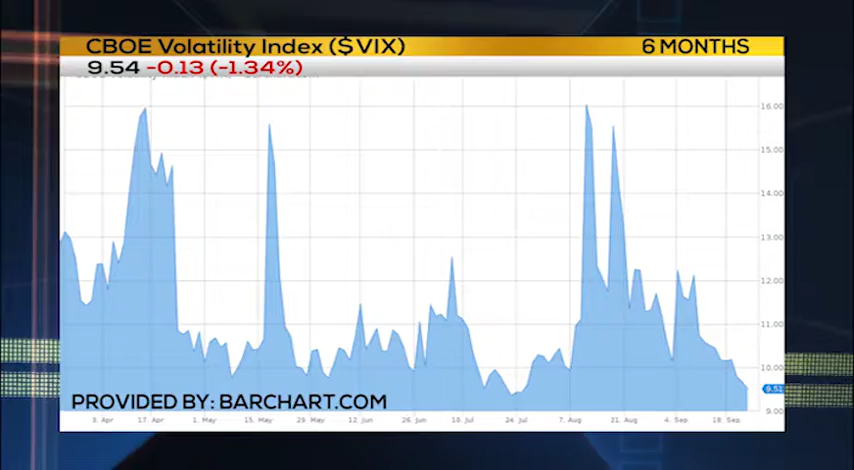 CBOE Volatility Index ($VIX)
6 MONTHS
9.54 -0.13 (-1.34%)
16.00
15.00
14.00
13.00
12.00
11.00
10.00
9.51
9.00
PROVIDED BY: BARCHART.COM
3. Apr 17. Apr 1. May 15. May 29. May 12. Jun 26. Jun 10. Jul 24. Jul 7. Aug 21. Aug 4. Sep 18. Sep